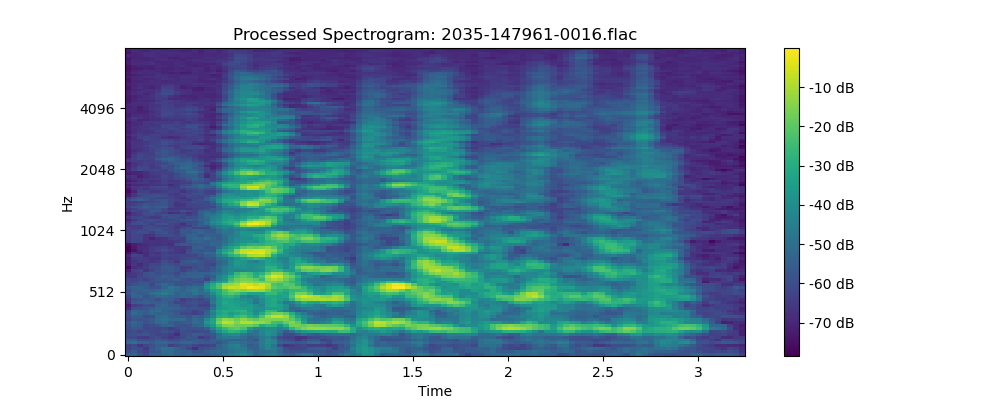 Processed Spectrogram: 2035-147961-0016.flac
Hz
4096
2048
1024
512
0
0
0.5
1
1.5
2
2.5
3
Time
-10 dB
-20 dB
-30 dB
-40 dB
-50 dB
-60 dB
-70 dB